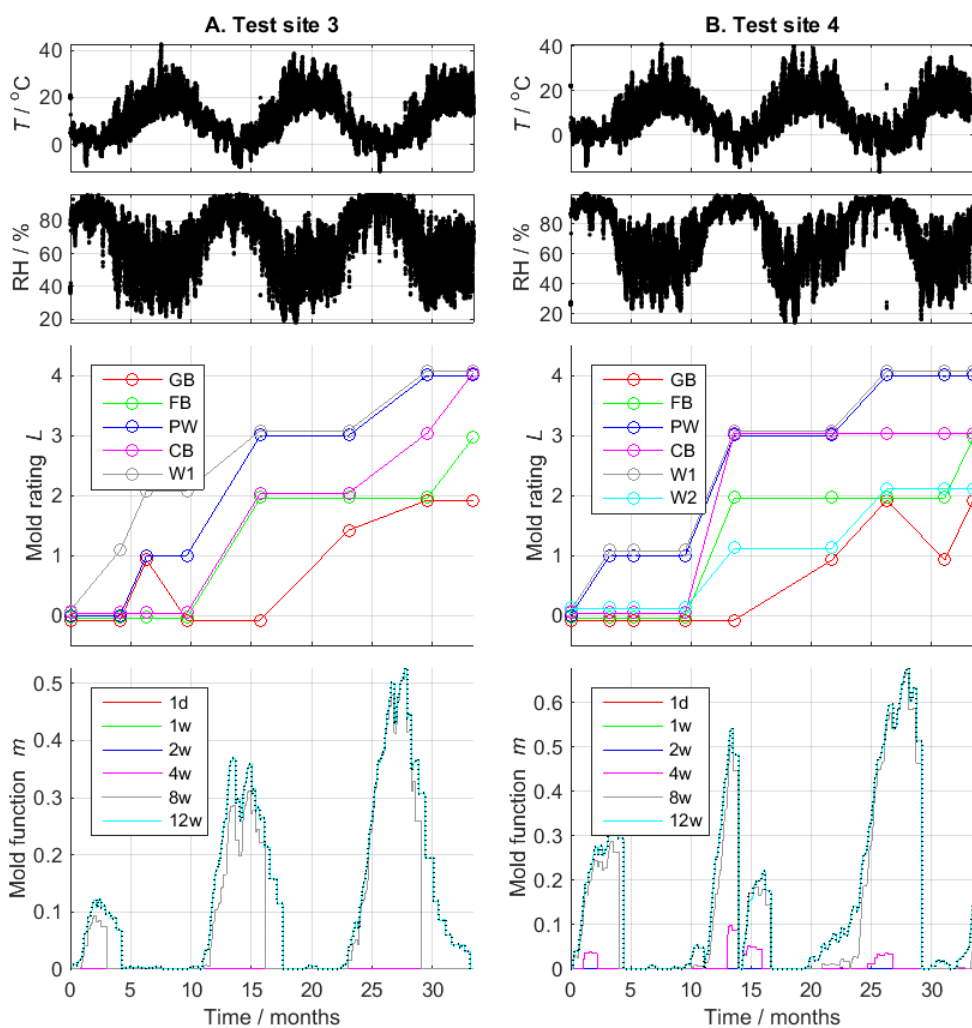 A. Test site 3
B. Test site 4
40
20
0
T / °C
40
20
0
T / °C
80
60
40
20
RH / %
80
60
40
20
RH / %
4
3
2
1
0
Mold rating L
GB
FB
PW
CB
W1
4
3
2
1
0
Mold rating L
GB
FB
PW
CB
W1
W2
0.5
0.4
0.3
0.2
0.1
0
Mold function m
1d
1w
2w
4w
8w
12w
0 5 10 15 20 25 30
Time / months
0.6
0.5
0.4
0.3
0.2
0.1
0
Mold function m
1d
1w
2w
4w
8w
12w
0 5 10 15 20 25 30
Time / months